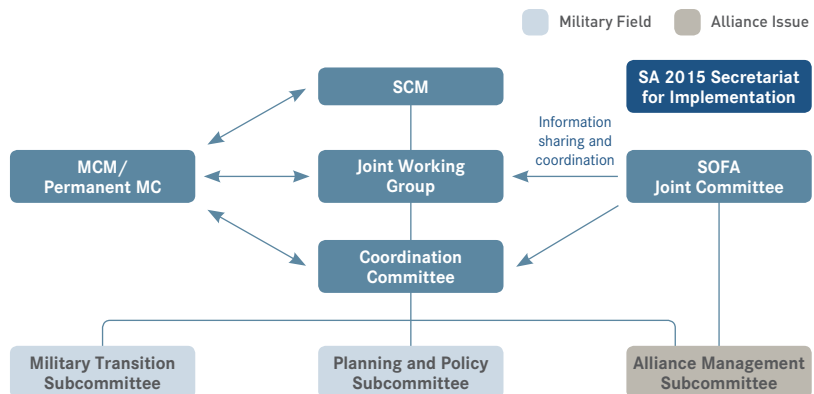 Military Field
Alliance Issue
SA 2015 Secretariat
for Implementation
SCM
Information
sharing and
coordination
MCM/
Permanent MC
Joint Working
Group
SOFA
Joint Committee
Coordination
Committee
Military Transition
Subcommittee
Planning and Policy
Subcommittee
Alliance Management
Subcommittee